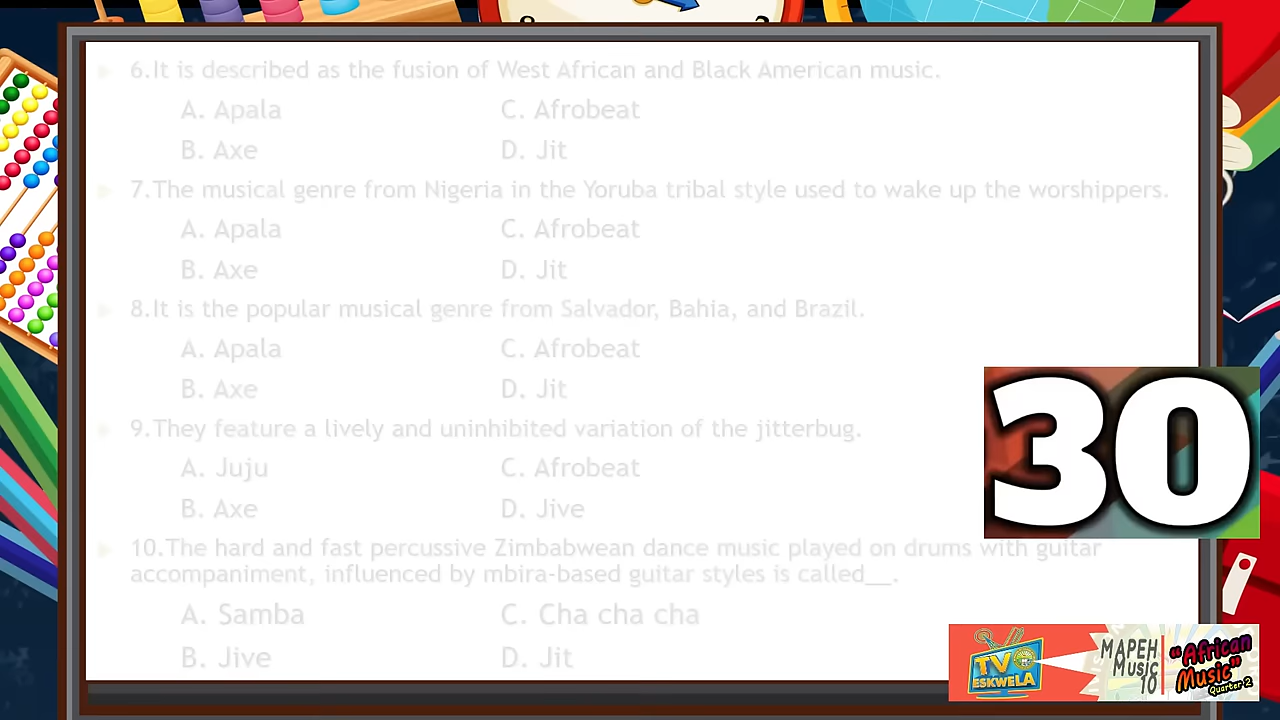 6.It is described as the fusion of West African and Black American music.
A. Apala C. Afrobeat
B. Axe D. Jit
7.The musical genre from Nigeria in the Yoruba tribal style used to wake up the worshippers.
A. Apala C. Afrobeat
B. Axe D. Jit
8.It is the popular musical genre from Salvador, Bahia, and Brazil.
A. Apala C. Afrobeat
B. Axe D. Jit
9.They feature a lively and uninhibited variation of the jitterbug.
A. Juju C. Afrobeat
B. Axe D. Jive
10.The hard and fast percussive Zimbabwean dance music played on drums with guitar
accompaniment, influenced by mbira-based guitar styles is called__.
A. Samba C. Cha cha cha
B. Jive D. Jit
30
TV
ESKWELA
MAPEH
MUSIC
10
"African
Music"
Quarter 2